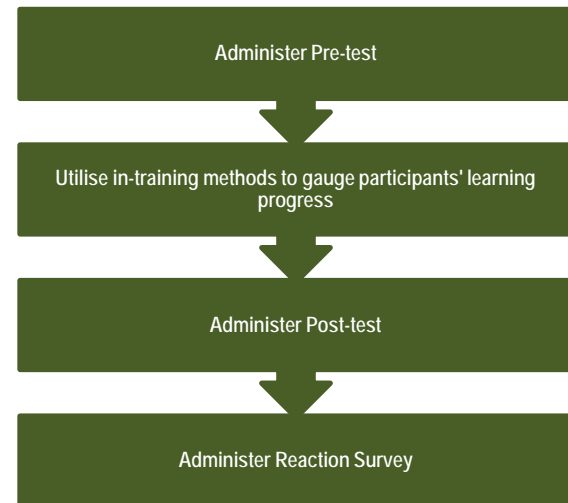 Administer Pre-test
Utilise in-training methods to gauge participants' learning
progress
Administer Post-test
Administer Reaction Survey